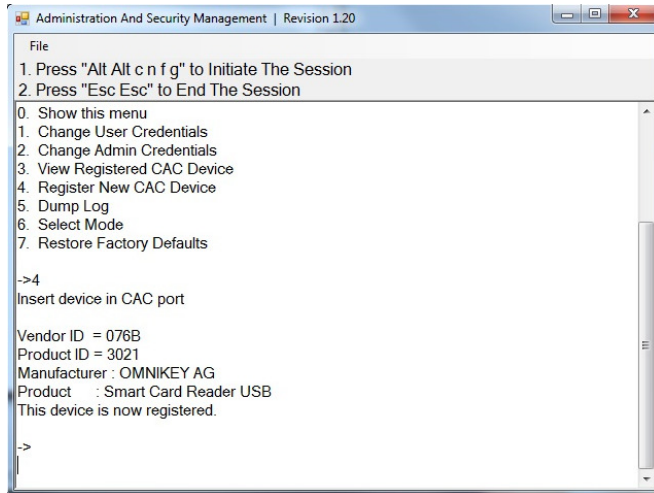 Administration And Security Management | Revision 1.20
File
1. Press "Alt Alt c n f g" to Initiate The Session
2. Press "Esc Esc" to End The Session
0. Show this menu
1. Change User Credentials
2. Change Admin Credentials
3. View Registered CAC Device
4. Register New CAC Device
5. Dump Log
6. Select Mode
7. Restore Factory Defaults
->4
Insert device in CAC port
Vendor ID = 076B
Product ID = 3021
Manufacturer : OMNIKEY AG
Product : Smart Card Reader USB
This device is now registered.
->